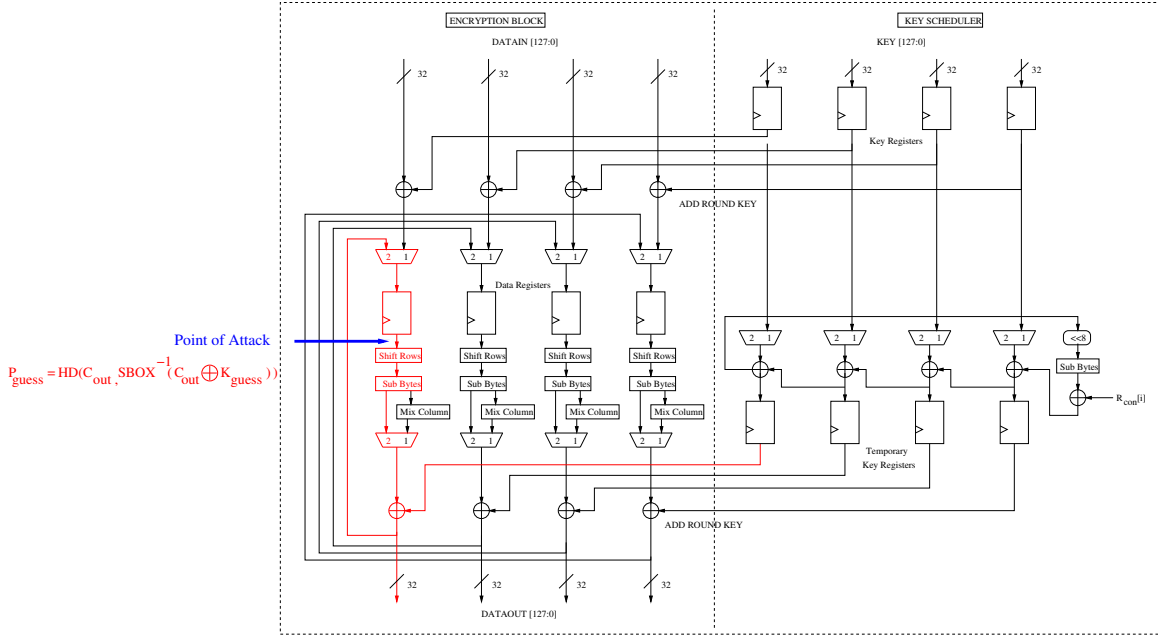 ENCRYPTION BLOCK
KEY SCHEDULER
DATAIN [127:0]
KEY [127:0]
32 32 32 32 32 32 32 32
Key Registers
ADD ROUND KEY
2 1 2 1 2 1 2 1
Data Registers
Point of Attack
P_guess = HD(C_out , SBOX^-1(C_out ⊕ K_guess ))
2 1 2 1 2 1 2 1 <<8
Shift Rows Shift Rows Shift Rows Shift Rows
Sub Bytes
Sub Bytes Sub Bytes Sub Bytes Sub Bytes
R_con[i]
Mix Column Mix Column Mix Column Mix Column
2 1 2 1 2 1 2 1
Temporary
Key Registers
ADD ROUND KEY
32 32 32 32
DATAOUT [127:0]